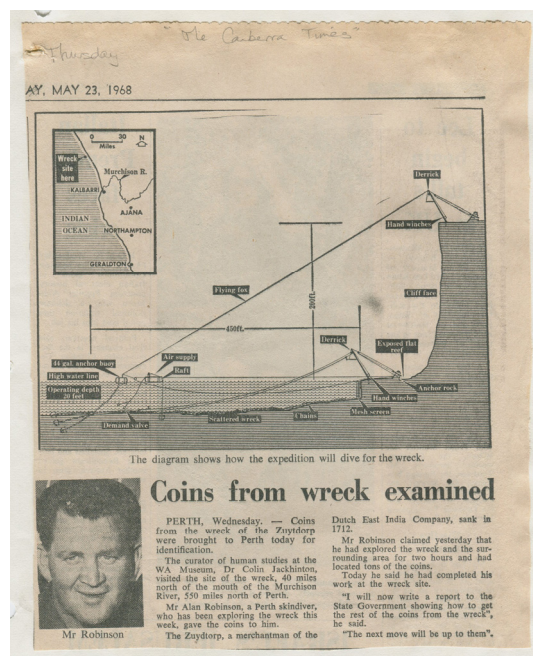 "The Canberra Times"
Thursday
AY, MAY 23, 1968
0 30
Miles
N
Wreck
site
here
Murchison R.
KALBARRI
AJANA
INDIAN
OCEAN
NORTHAMPTON
GERALDTON
Derrick
Hand winches
Flying fox
200ft.
Cliff face
450ft.
Derrick
Exposed flat
reef
44 gal. anchor buoy
Air supply
High water line
Raft
Operating depth
20 feet
Anchor rock
Hand winches
Mesh screen
Chains
Scattered wreck
Demand valve
The diagram shows how the expedition will dive for the wreck.
Coins from wreck examined
PERTH, Wednesday. — Coins
from the wreck of the Zuytdorp
were brought to Perth today for
identification.
The curator of human studies at the
WA Museum, Dr Colin Jackhinton,
visited the site of the wreck, 40 miles
north of the mouth of the Murchison
River, 550 miles north of Perth.
Mr Alan Robinson, a Perth skindiver,
who has been exploring the wreck this
week, gave the coins to him.
The Zuytdorp, a merchantman of the
Dutch East India Company, sank in
1712.
Mr Robinson claimed yesterday that
he had explored the wreck and the sur-
rounding area for two hours and had
located tons of the coins.
Today he said he had completed his
work at the wreck site.
"I will now write a report to the
State Government showing how to get
the rest of the coins from the wreck",
he said.
"The next move will be up to them".
Mr Robinson